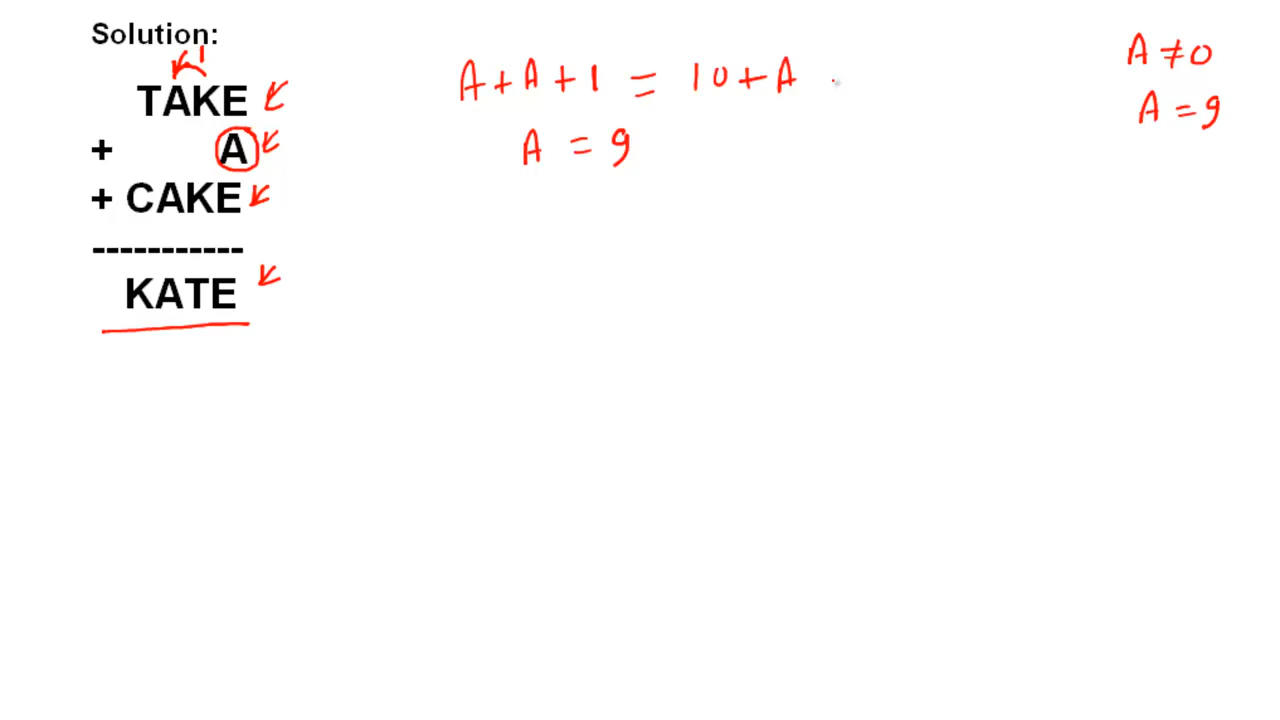 Solution:
1
TAKE
+ A
+ CAKE
-----------
KATE
A + A + 1 = 10 + A
A = 9
A ≠ 0
A = 9